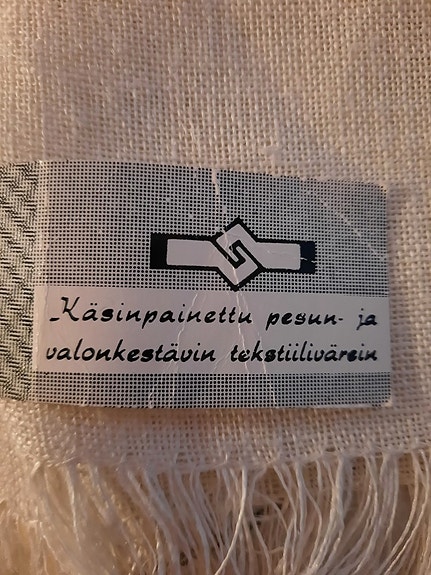 Käsinpainettu pesun- ja
valonkestävin tekstiilivärein